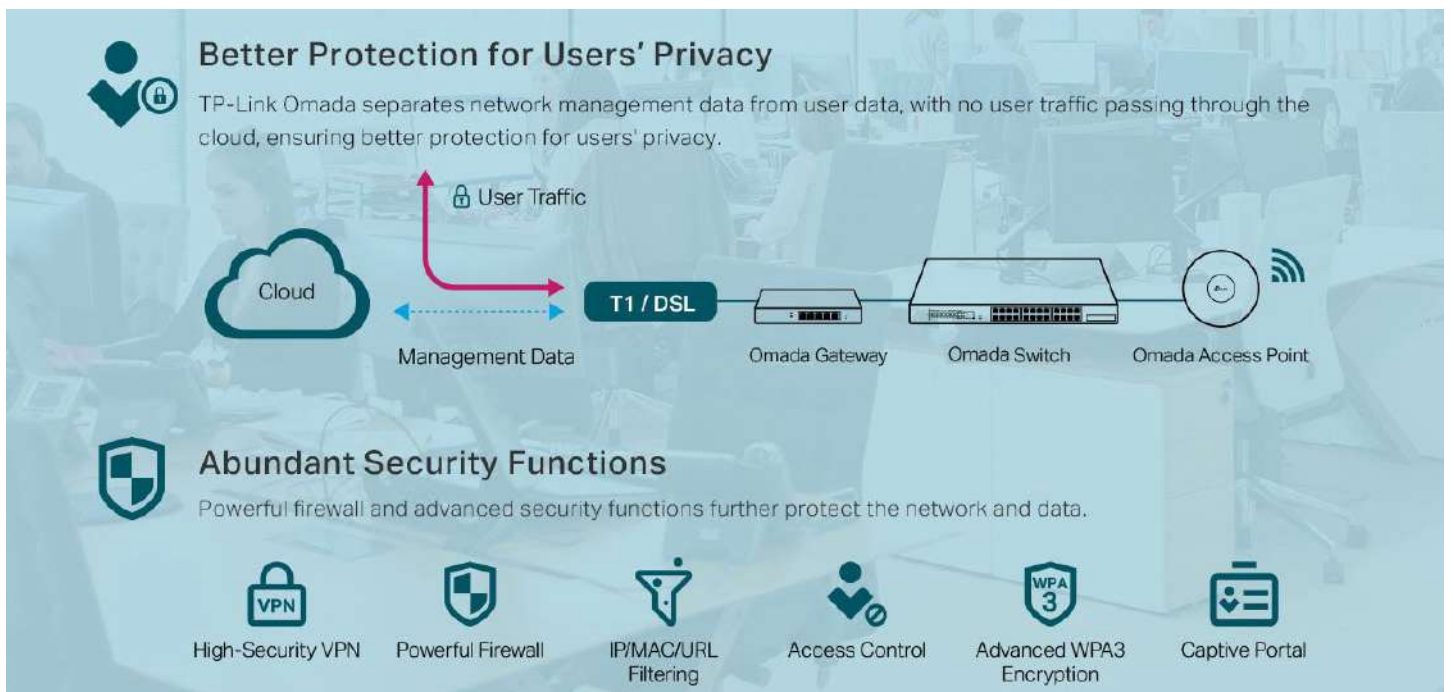 Better Protection for Users' Privacy
TP-Link Omada separates network management data from user data, with no user traffic passing through the
cloud, ensuring better protection for users' privacy.
User Traffic
Cloud
T1 / DSL
Management Data
Omada Gateway
Omada Switch
Omada Access Point
Abundant Security Functions
Powerful firewall and advanced security functions further protect the network and data.
VPN
WPA
3
High-Security VPN
Powerful Firewall
IP/MAC/URL
Filtering
Access Control
Advanced WPA3
Encryption
Captive Portal